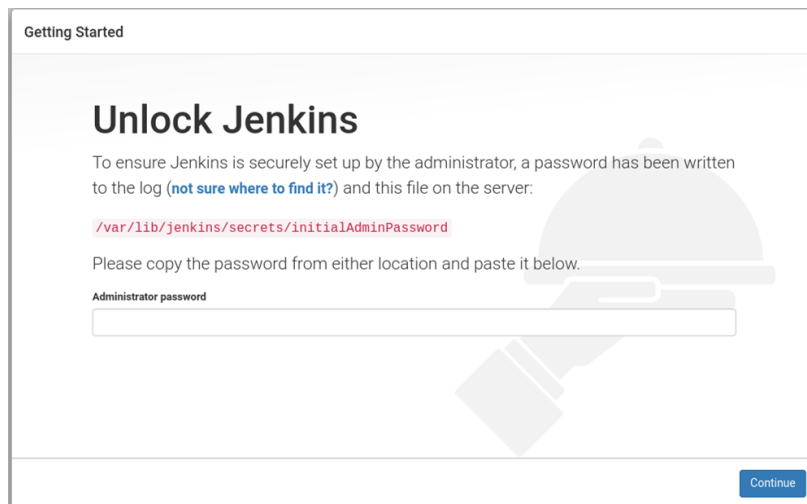 Getting Started
Unlock Jenkins
To ensure Jenkins is securely set up by the administrator, a password has been written
to the log (not sure where to find it?) and this file on the server:
/var/lib/jenkins/secrets/initialAdminPassword
Please copy the password from either location and paste it below.
Administrator password
Continue